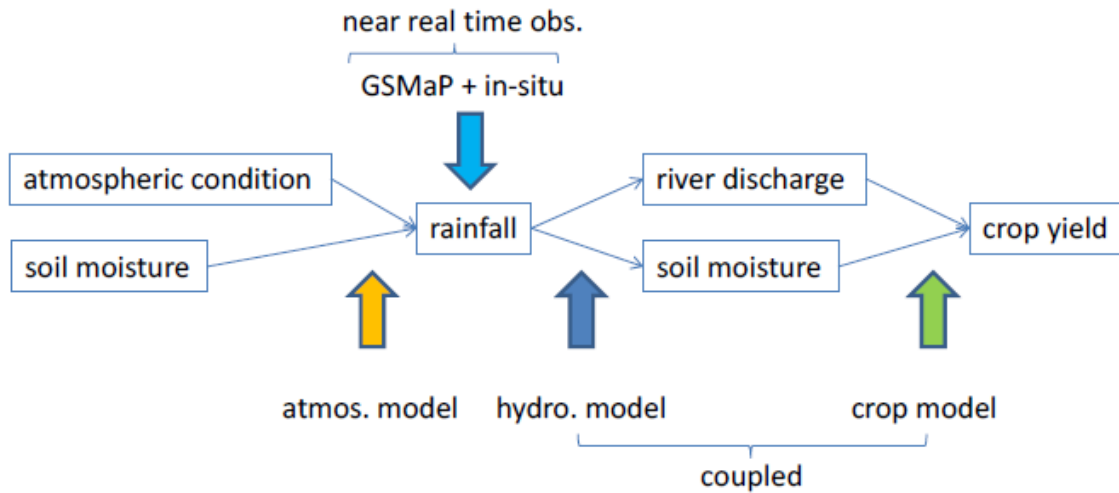 near real time obs.
GSMaP + in-situ
atmospheric condition
river discharge
rainfall
crop yield
soil moisture
soil moisture
atmos. model
hydro. model
crop model
coupled